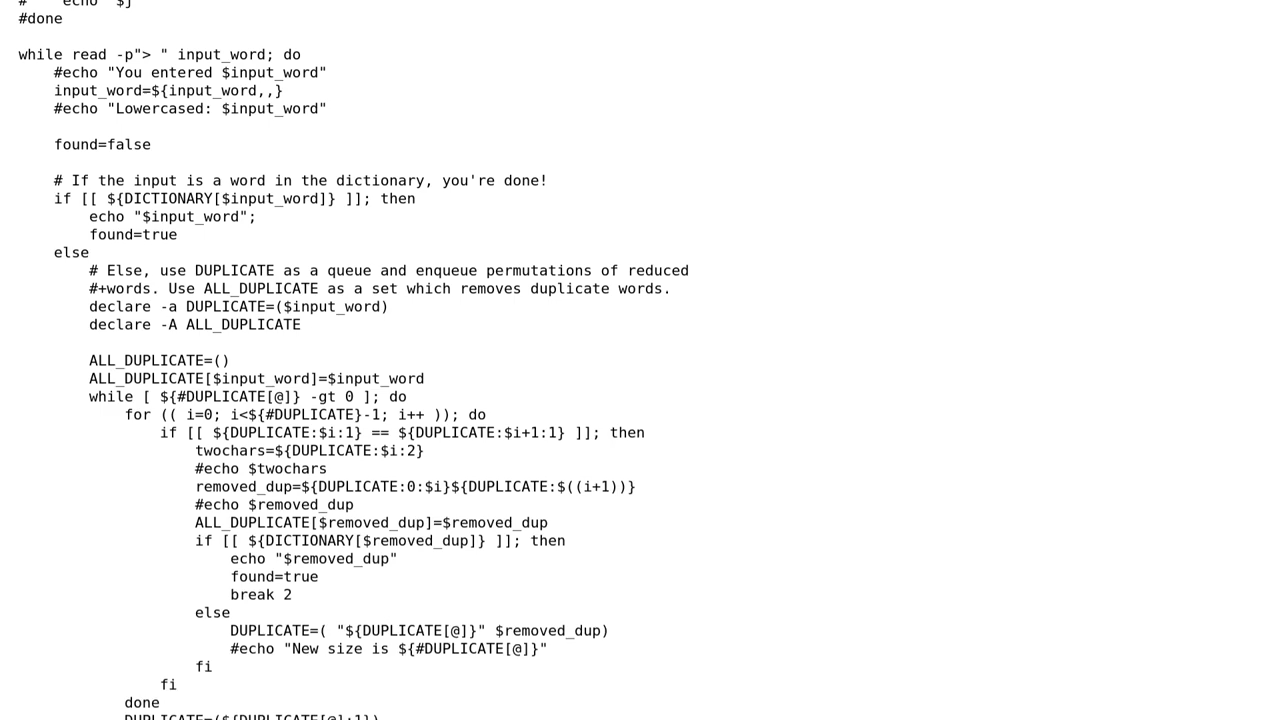 #    echo "$j"
#done

while read -p"> " input_word; do
    #echo "You entered $input_word"
    input_word=${input_word,,}
    #echo "Lowercased: $input_word"

    found=false

    # If the input is a word in the dictionary, you're done!
    if [[ ${DICTIONARY[$input_word]} ]]; then
        echo "$input_word";
        found=true
    else
        # Else, use DUPLICATE as a queue and enqueue permutations of reduced
        #+words. Use ALL_DUPLICATE as a set which removes duplicate words.
        declare -a DUPLICATE=($input_word)
        declare -A ALL_DUPLICATE

        ALL_DUPLICATE=()
        ALL_DUPLICATE[$input_word]=$input_word
        while [ ${#DUPLICATE[@]} -gt 0 ]; do
            for (( i=0; i<${#DUPLICATE}-1; i++ )); do
                if [[ ${DUPLICATE:$i:1} == ${DUPLICATE:$i+1:1} ]]; then
                    twochars=${DUPLICATE:$i:2}
                    #echo $twochars
                    removed_dup=${DUPLICATE:0:$i}${DUPLICATE:$((i+1))}
                    #echo $removed_dup
                    ALL_DUPLICATE[$removed_dup]=$removed_dup
                    if [[ ${DICTIONARY[$removed_dup]} ]]; then
                        echo "$removed_dup"
                        found=true
                        break 2
                    else
                        DUPLICATE=( "${DUPLICATE[@]}" $removed_dup)
                        #echo "New size is ${#DUPLICATE[@]}"
                    fi
                fi
            done
            DUPLICATE=(${DUPLICATE[@]:1})